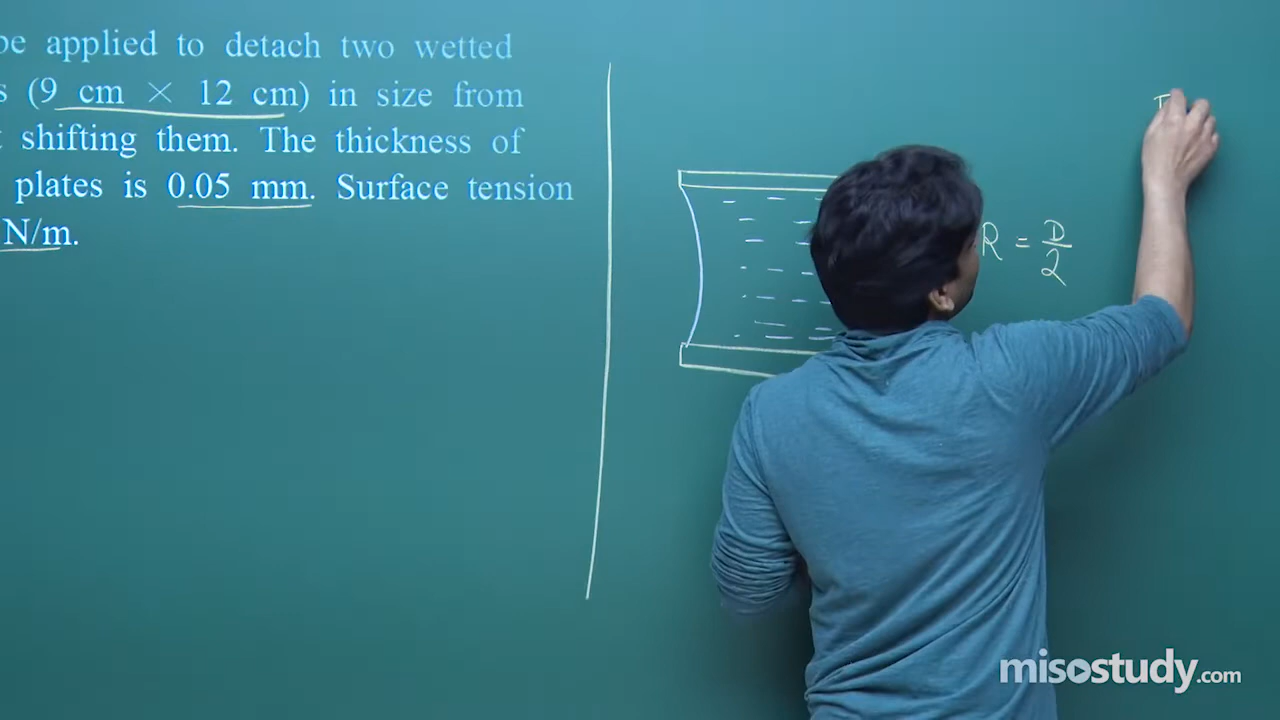 be applied to detach two wetted
s (9 cm × 12 cm) in size from
shifting them. The thickness of
plates is 0.05 mm. Surface tension
N/m.
R = D/2
misostudy.com